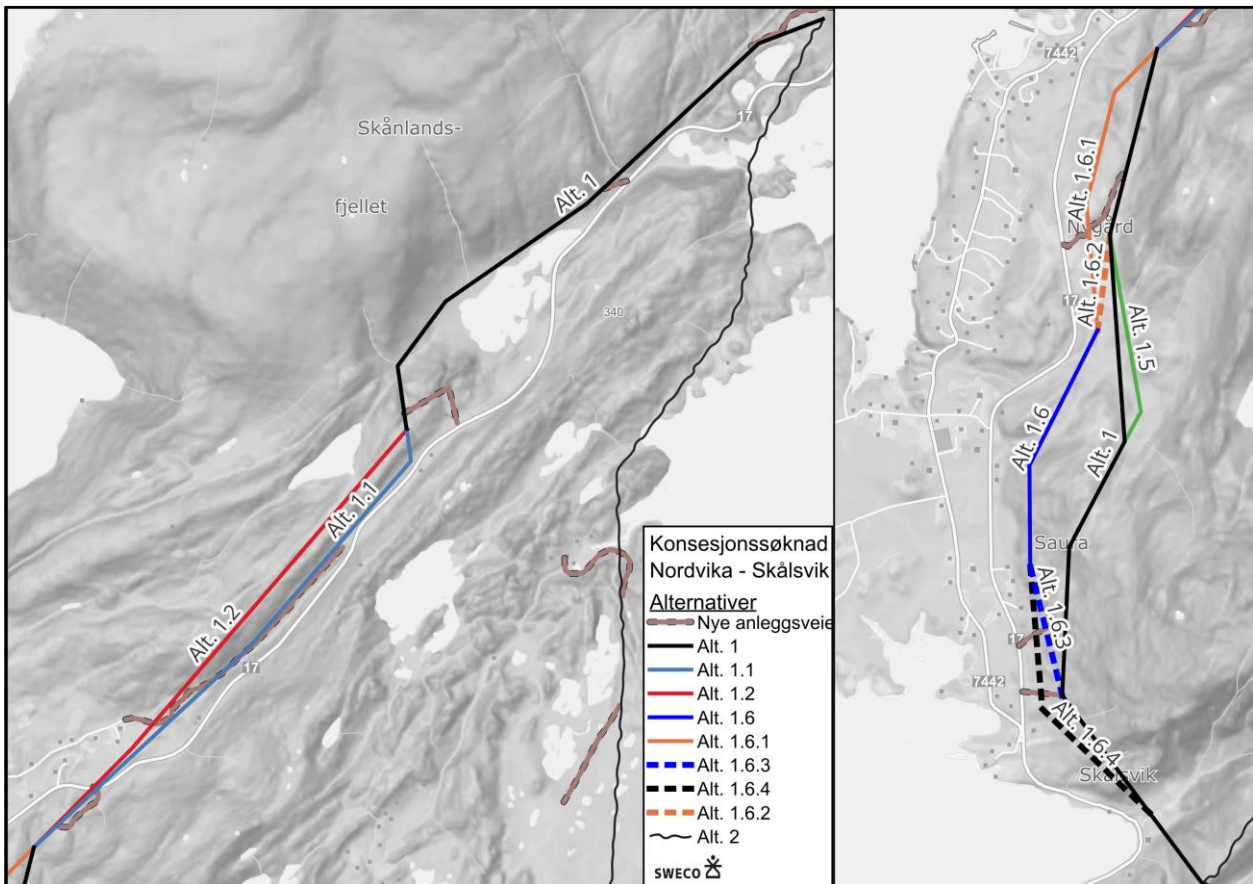 Skånlands-
fjellet
Alt. 1
17
340
Alt. 1.1
Alt. 1.2
17
Konsesjonssøknad
Nordvika - Skålsvik
Alternativer
Nye anleggsveie
Alt. 1
Alt. 1.1
Alt. 1.2
Alt. 1.6
Alt. 1.6.1
Alt. 1.6.3
Alt. 1.6.4
Alt. 1.6.2
Alt. 2
SWECO
7442
Alt. 1.6.1
Nygård
Alt. 1.6.2
17
Alt. 1.5
Alt. 1.6
Alt. 1
Saura
Alt. 1.6.3
17
7442
Alt. 1.6.4
Skålsvik